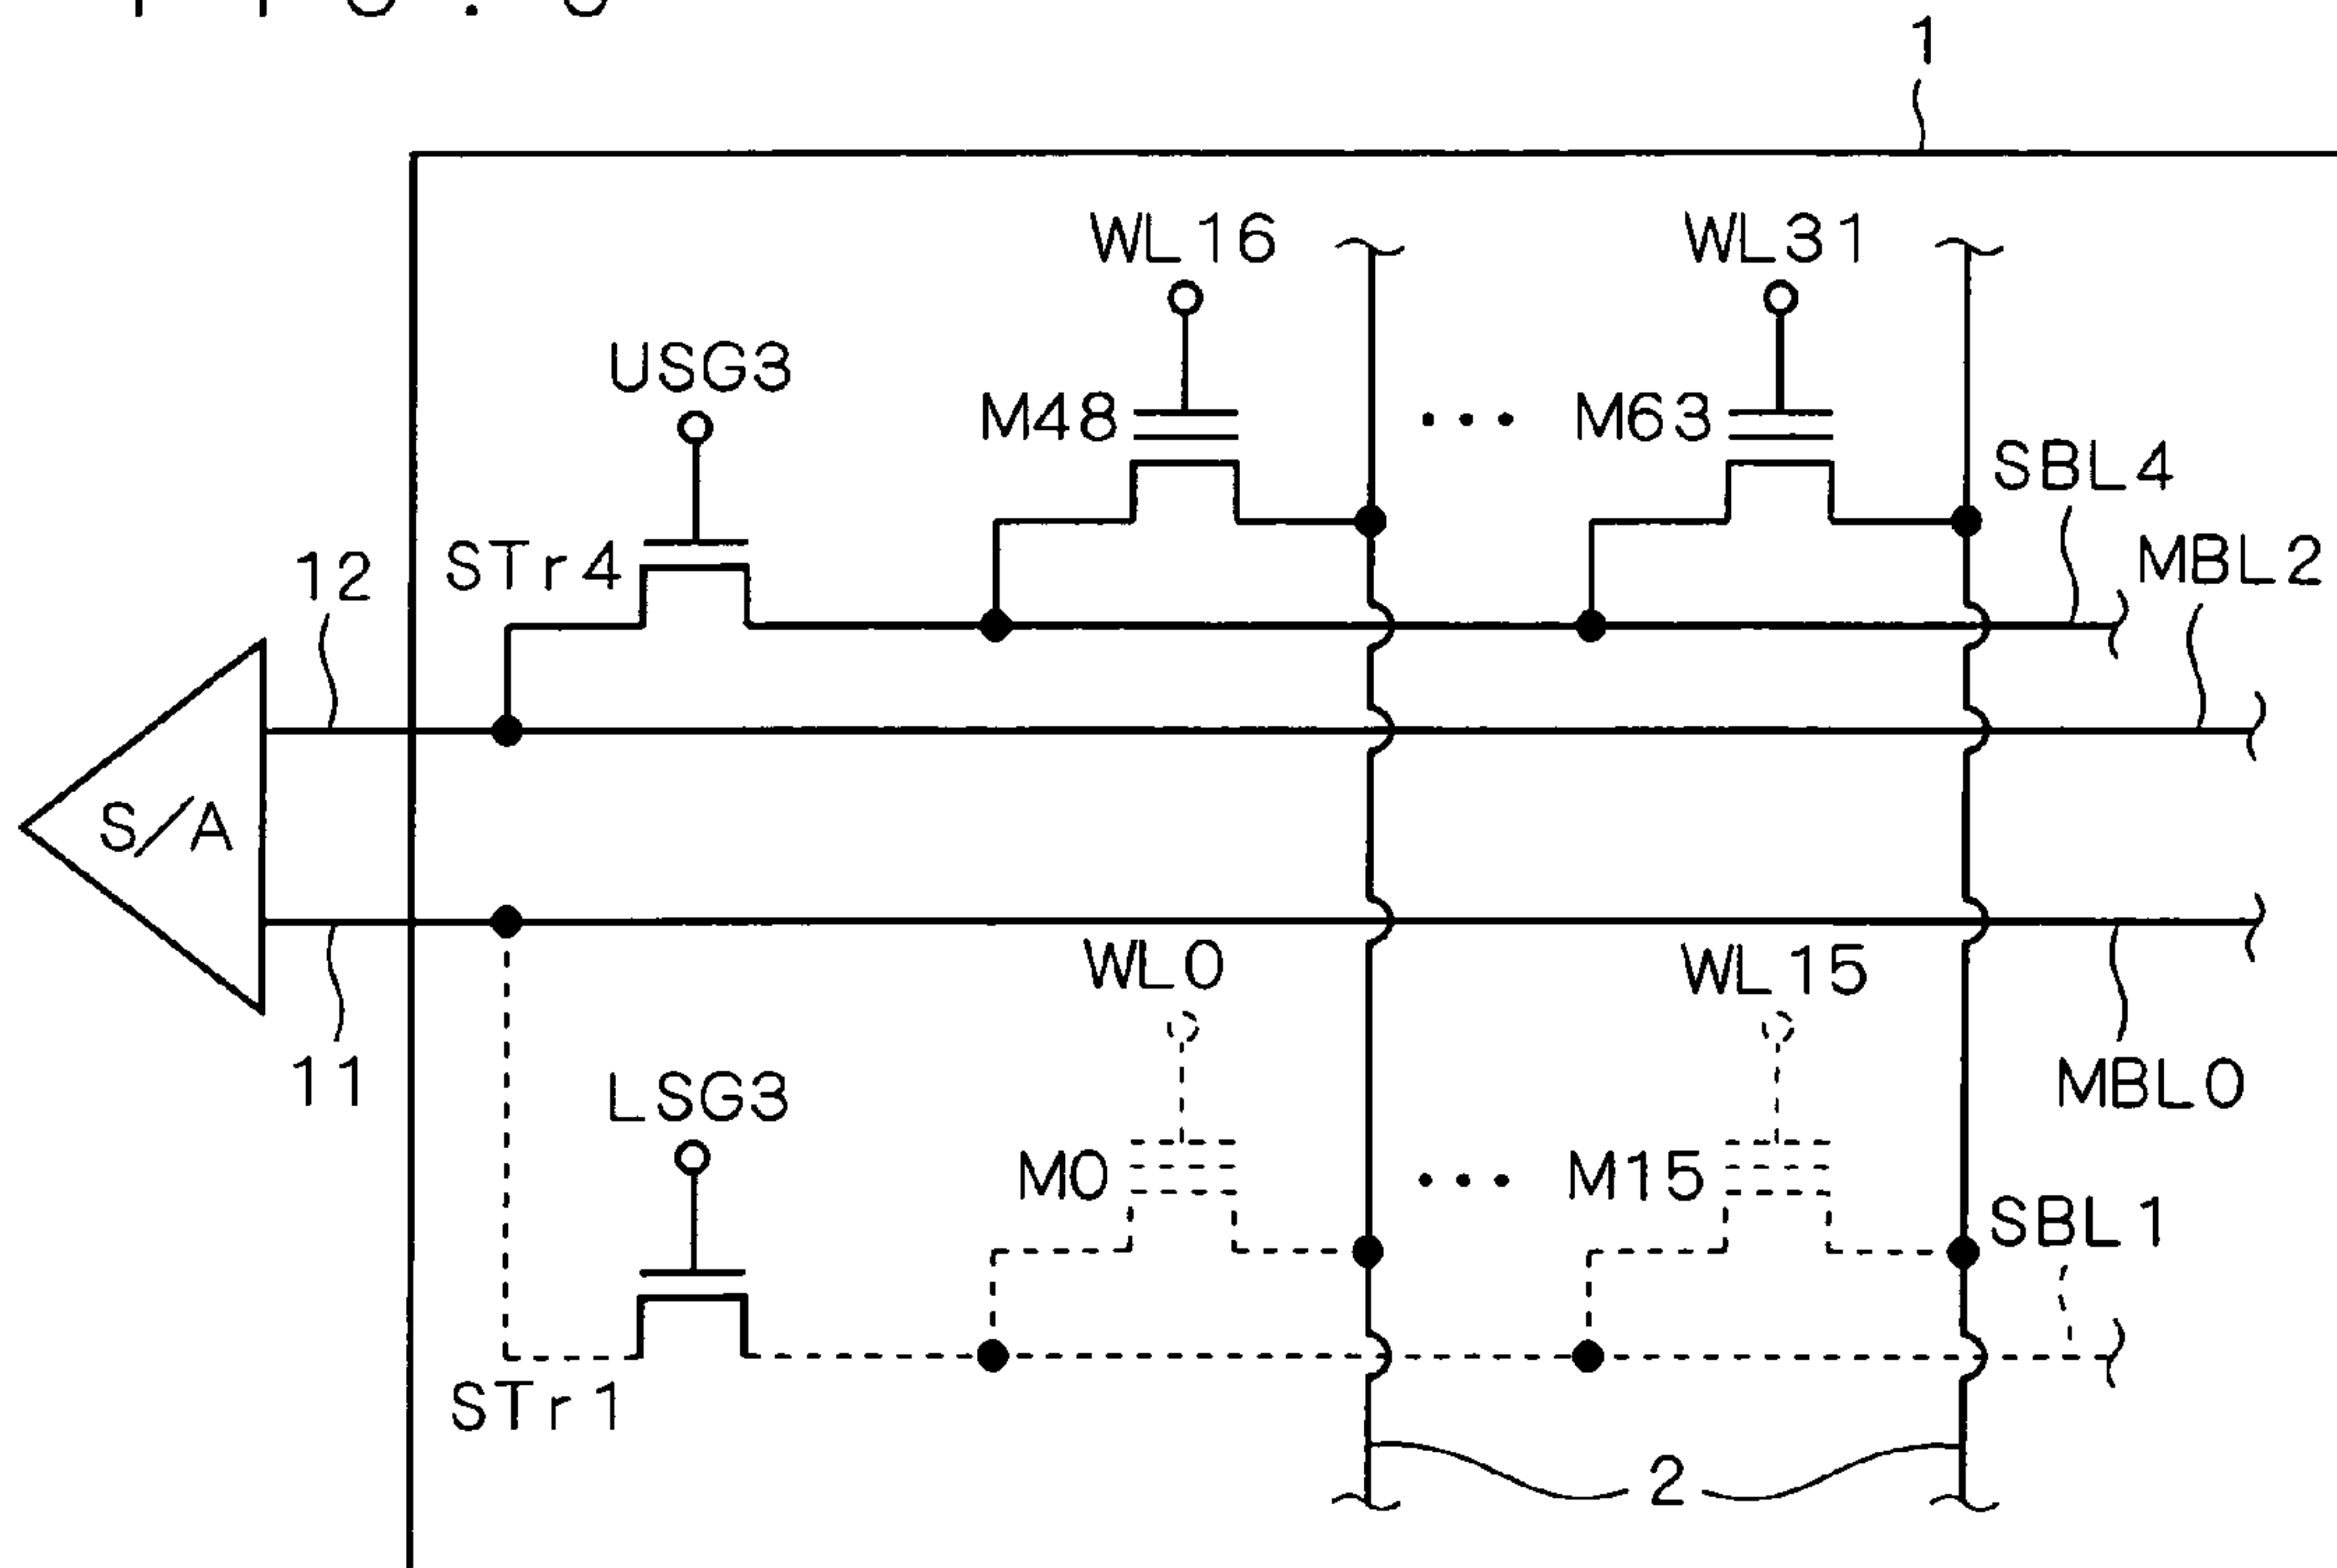 1
WL16
WL31
USG3
M48
...
M63
SBL4
STr4
12
MBL2
S/A
11
WL0
WL15
MBL0
LSG3
M0
...
M15
SBL1
STr1
2